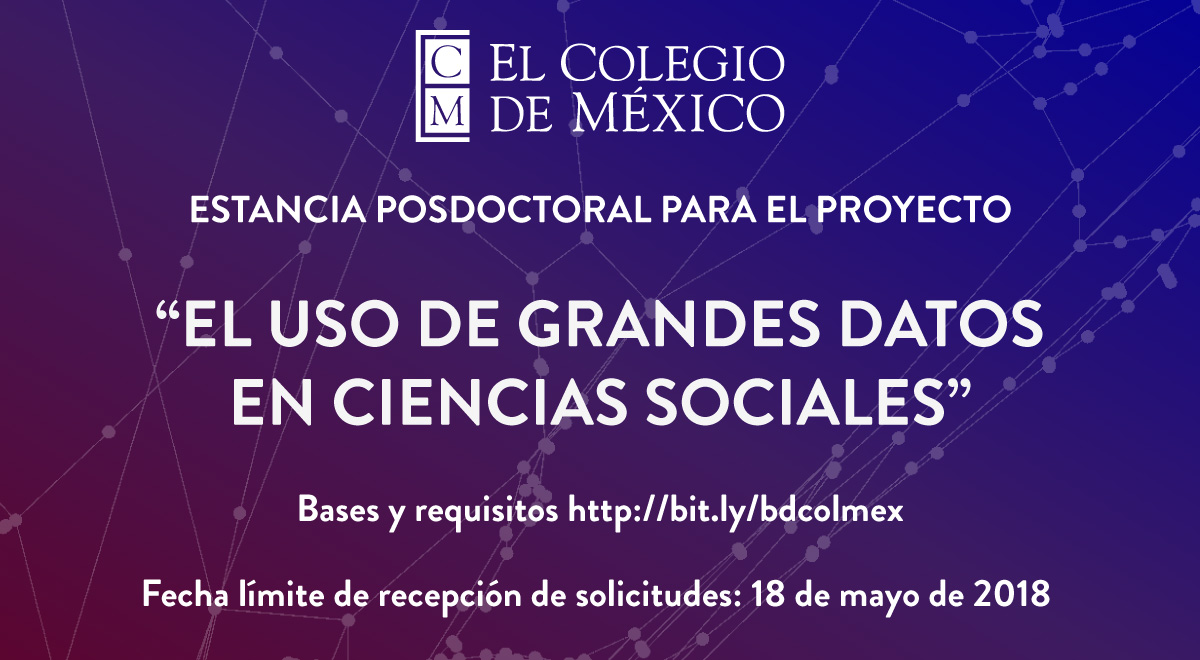 C
M
EL COLEGIO
DE MÉXICO
ESTANCIA POSDOCTORAL PARA EL PROYECTO
“EL USO DE GRANDES DATOS
EN CIENCIAS SOCIALES”
Bases y requisitos http://bit.ly/bdcolmex
Fecha límite de recepción de solicitudes: 18 de mayo de 2018